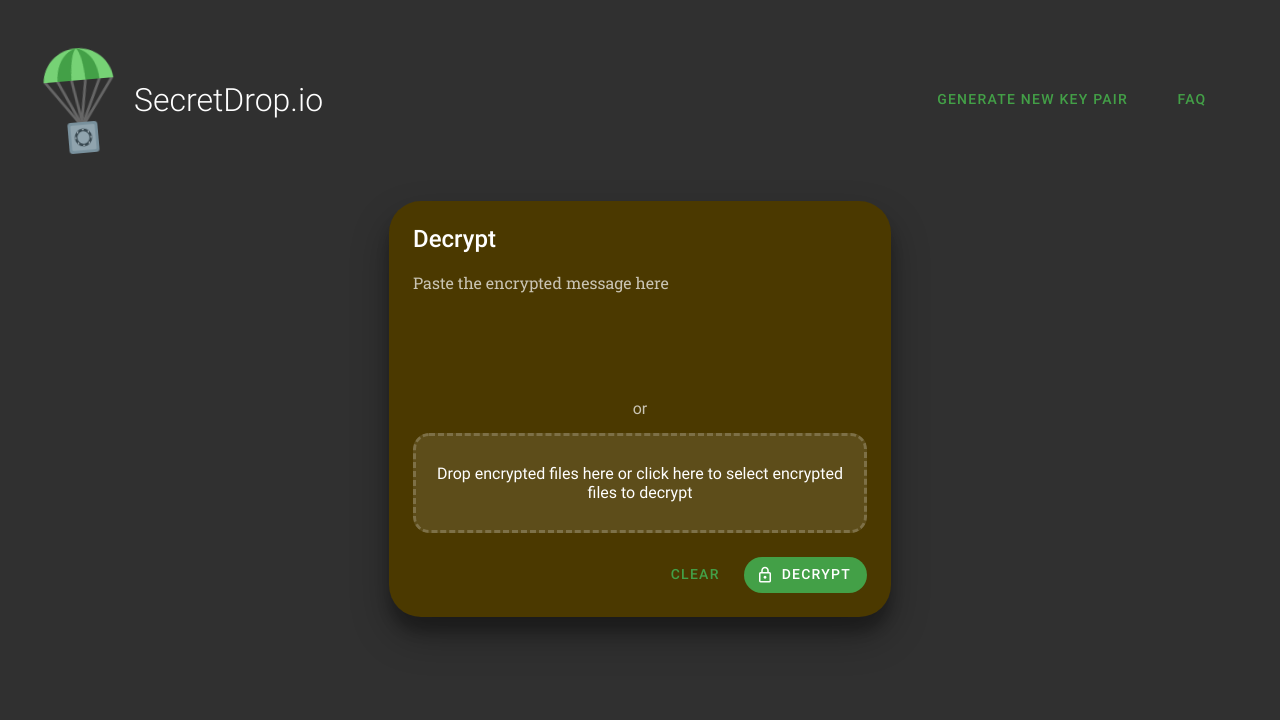 SecretDrop.io
GENERATE NEW KEY PAIR
FAQ
Decrypt
Paste the encrypted message here
or
Drop encrypted files here or click here to select encrypted
files to decrypt
CLEAR
DECRYPT